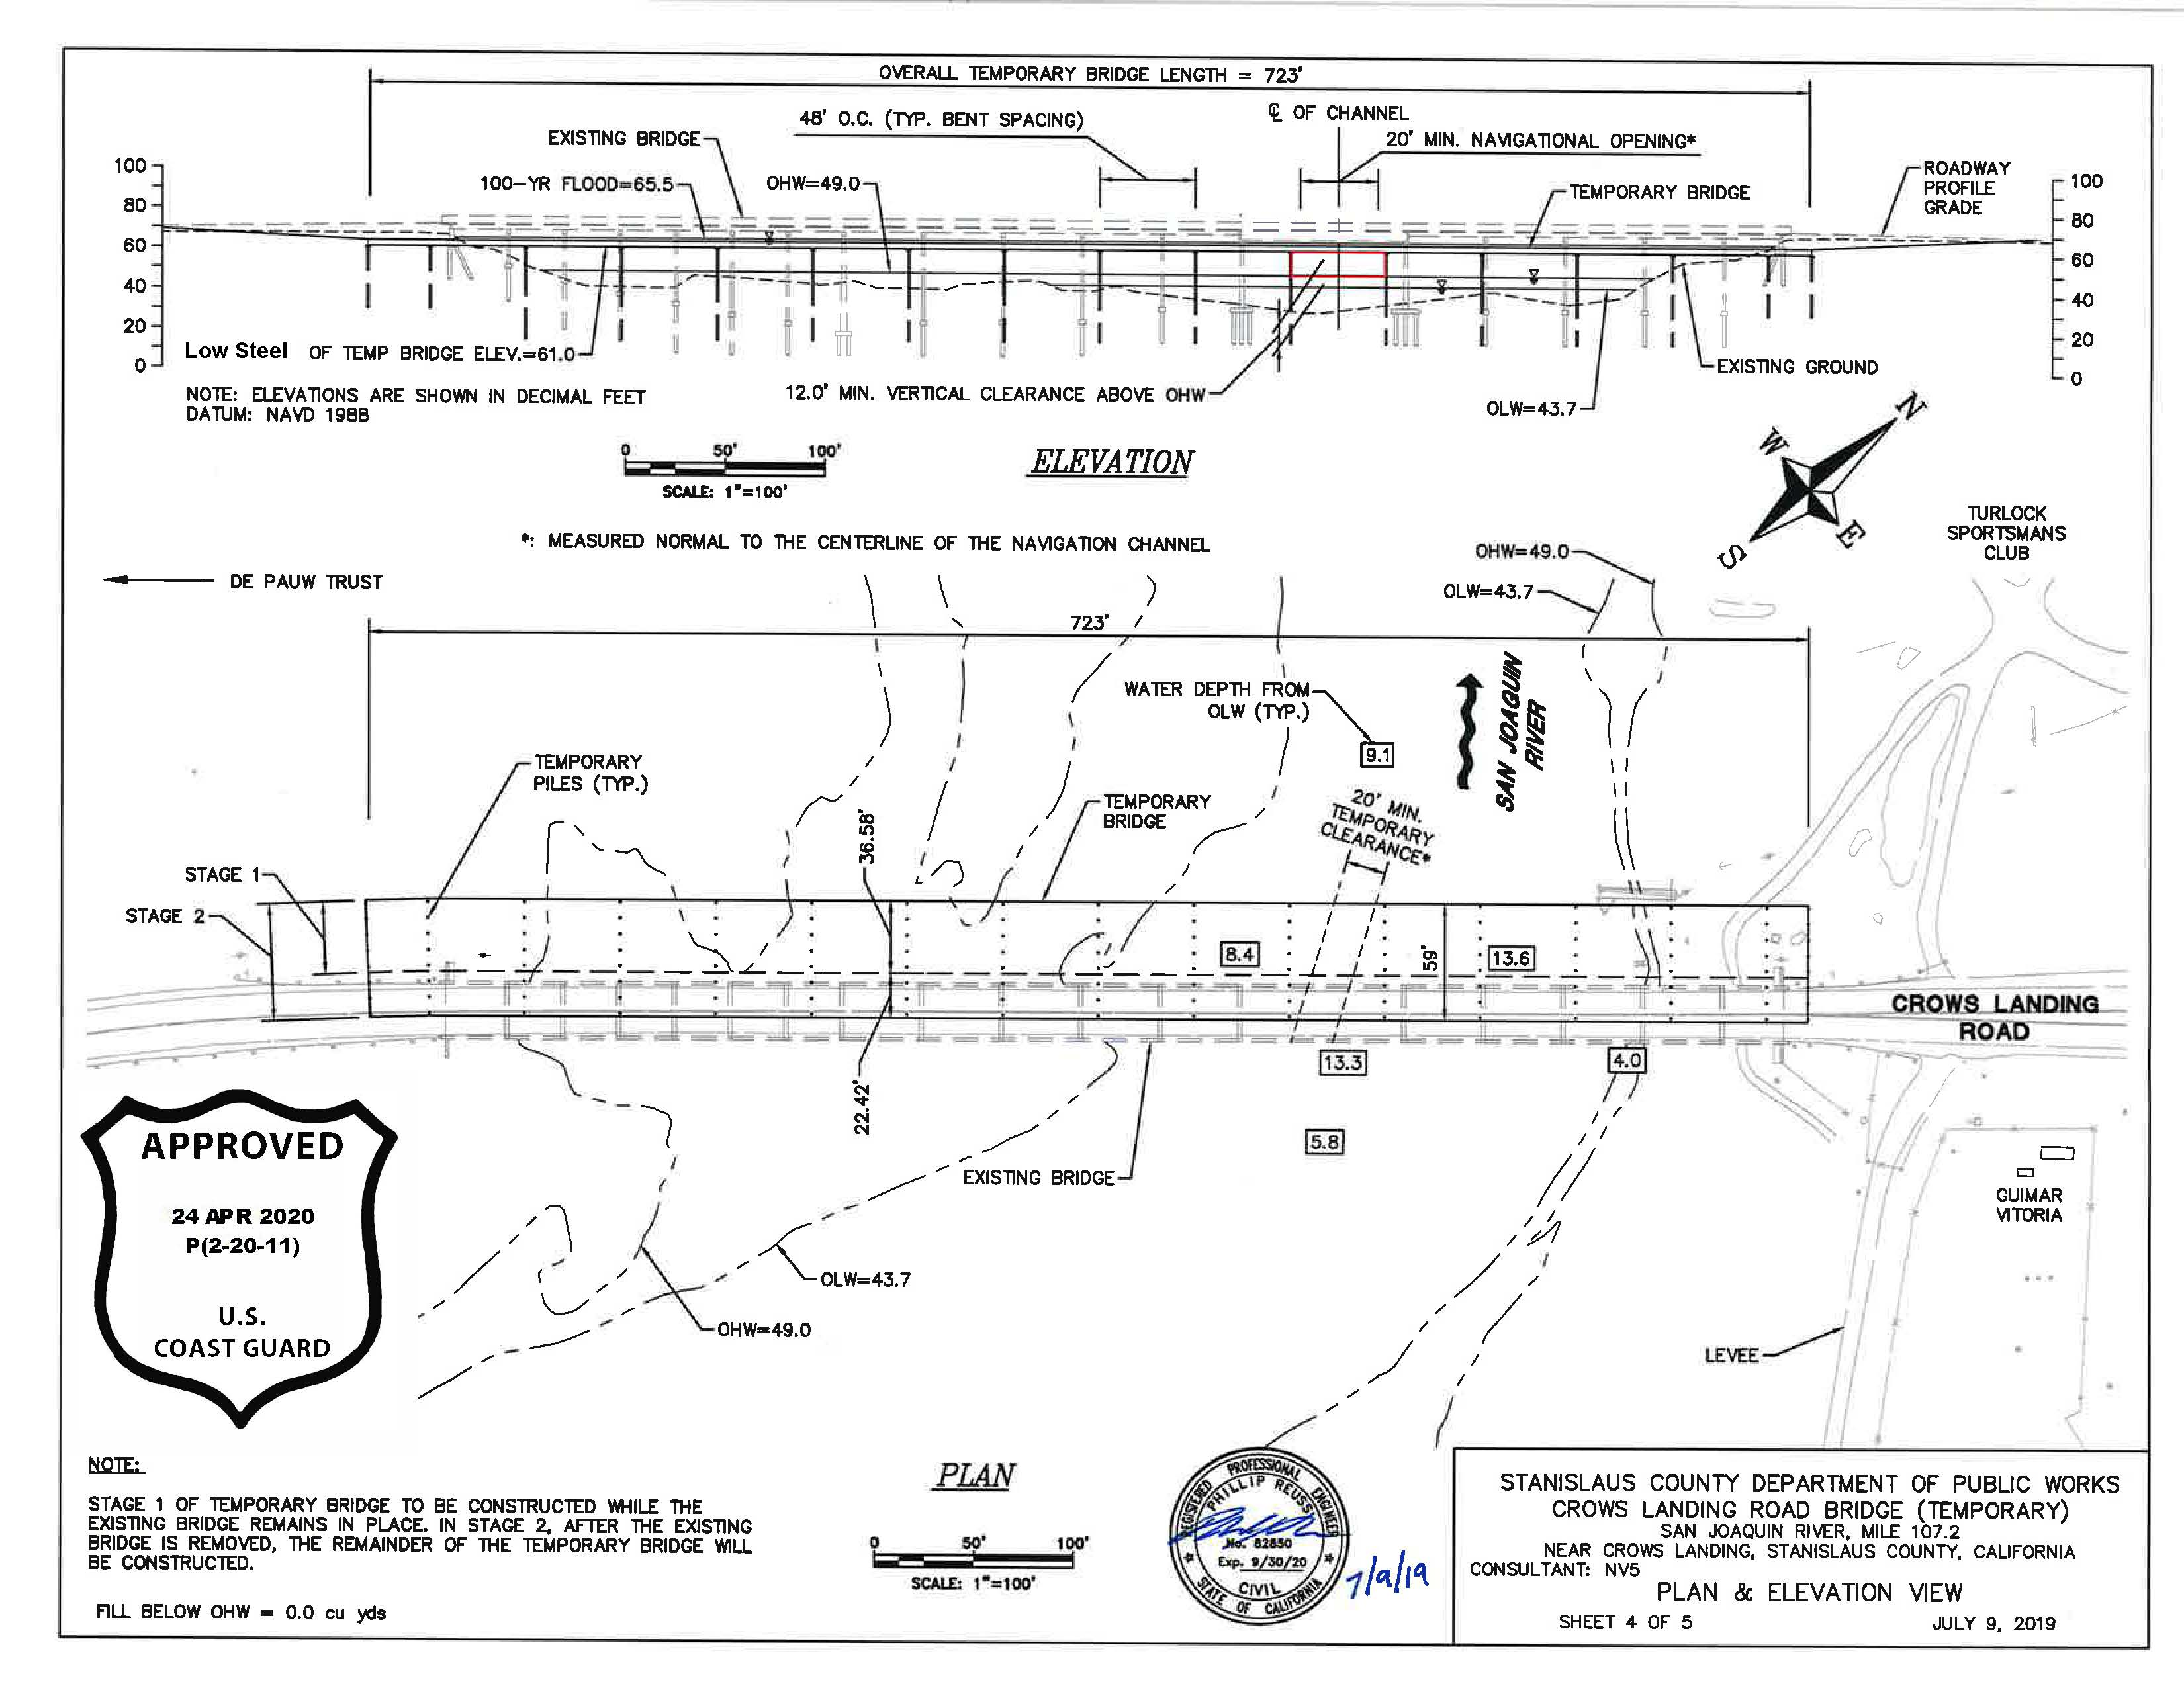 OVERALL TEMPORARY BRIDGE LENGTH = 723'
48' O.C. (TYP. BENT SPACING)
℄ OF CHANNEL
EXISTING BRIDGE
20' MIN. NAVIGATIONAL OPENING*
100-YR FLOOD=65.5
OHW=49.0
TEMPORARY BRIDGE
ROADWAY
PROFILE
GRADE
100
80
60
40
20
0
100
80
60
40
20
0
Low Steel OF TEMP BRIDGE ELEV.=61.0
NOTE: ELEVATIONS ARE SHOWN IN DECIMAL FEET
DATUM: NAVD 1988
12.0' MIN. VERTICAL CLEARANCE ABOVE OHW
EXISTING GROUND
OLW=43.7
0 50' 100'
SCALE: 1"=100'
ELEVATION
N
W
E
S
*: MEASURED NORMAL TO THE CENTERLINE OF THE NAVIGATION CHANNEL
TURLOCK
SPORTSMANS
CLUB
DE PAUW TRUST
OHW=49.0
OLW=43.7
723'
WATER DEPTH FROM
OLW (TYP.)
9.1
SAN JOAQUIN
RIVER
TEMPORARY
PILES (TYP.)
TEMPORARY
BRIDGE
20' MIN.
TEMPORARY
CLEARANCE*
36.58'
STAGE 1
STAGE 2
8.4
59'
13.6
CROWS LANDING
ROAD
13.3
4.0
22.42'
5.8
EXISTING BRIDGE
GUIMAR
VITORIA
OLW=43.7
OHW=49.0
LEVEE
APPROVED
24 APR 2020
P(2-20-11)
U.S.
COAST GUARD
NOTE:
STAGE 1 OF TEMPORARY BRIDGE TO BE CONSTRUCTED WHILE THE
EXISTING BRIDGE REMAINS IN PLACE. IN STAGE 2, AFTER THE EXISTING
BRIDGE IS REMOVED, THE REMAINDER OF THE TEMPORARY BRIDGE WILL
BE CONSTRUCTED.
FILL BELOW OHW = 0.0 cu yds
PLAN
0 50' 100'
SCALE: 1"=100'
REGISTERED PROFESSIONAL ENGINEER
PHILLIP REUSS
No. 82850
Exp. 9/30/20
CIVIL
STATE OF CALIFORNIA
7/9/19
STANISLAUS COUNTY DEPARTMENT OF PUBLIC WORKS
CROWS LANDING ROAD BRIDGE (TEMPORARY)
SAN JOAQUIN RIVER, MILE 107.2
NEAR CROWS LANDING, STANISLAUS COUNTY, CALIFORNIA
CONSULTANT: NV5
PLAN & ELEVATION VIEW
SHEET 4 OF 5
JULY 9, 2019